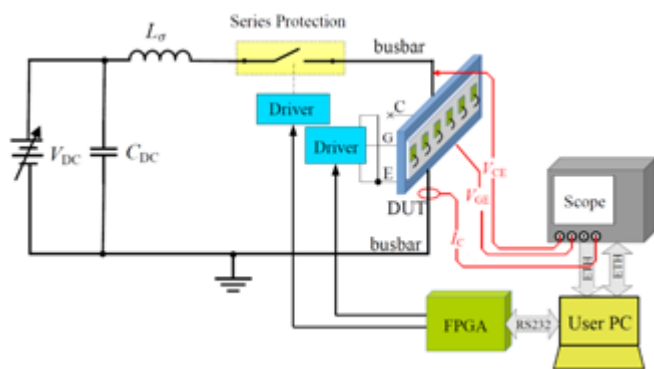 Series Protection
Lσ
busbar
Driver
C
VDC
CDC
Driver
G
E
VCE
VGE
Scope
DUT
IC
busbar
ETH
ETH
FPGA
RS232
User PC